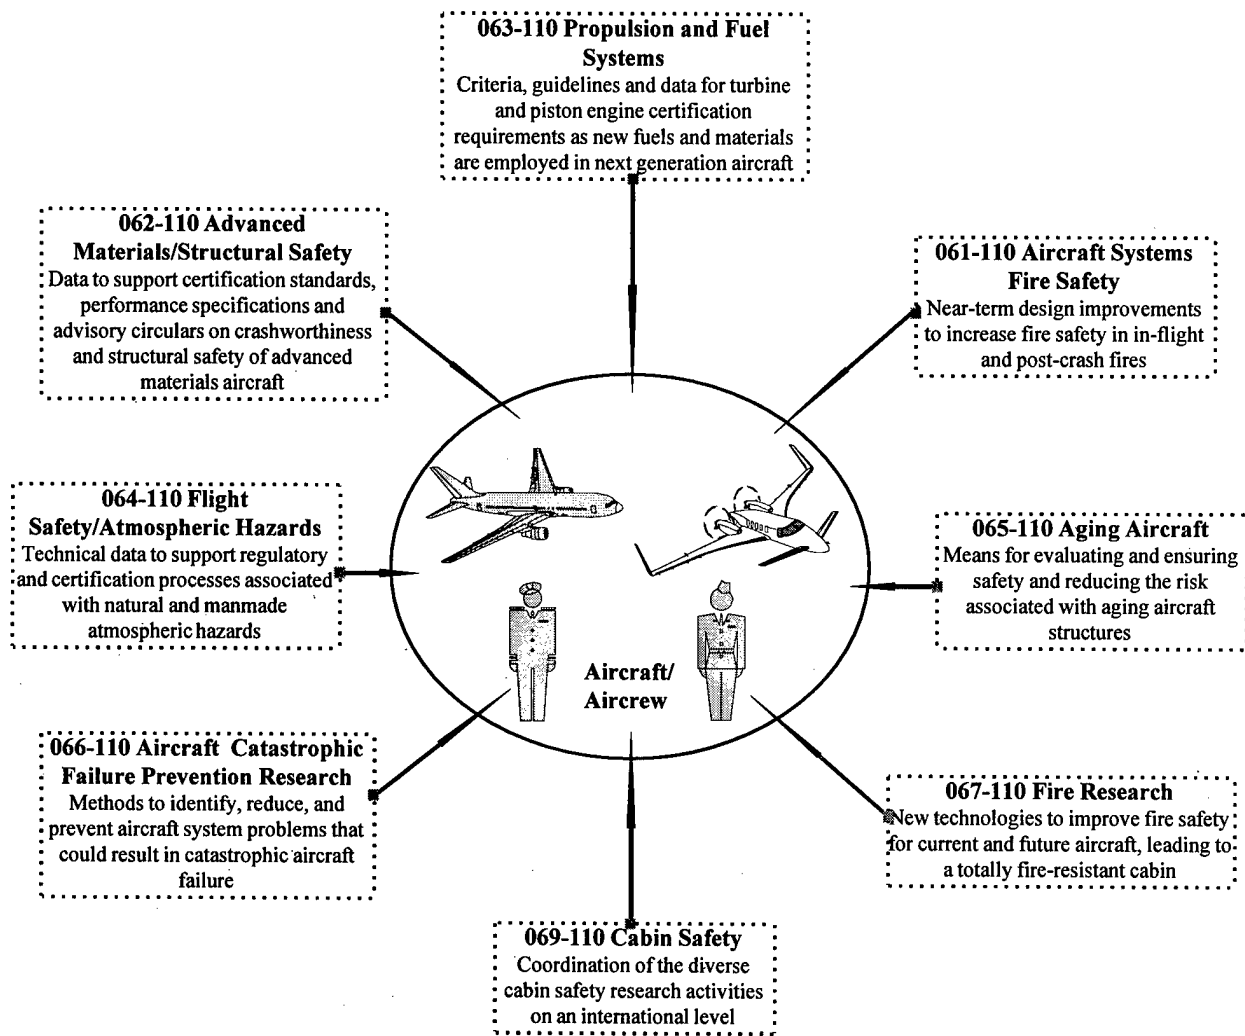 063-110 Propulsion and Fuel
Systems
Criteria, guidelines and data for turbine
and piston engine certification
requirements as new fuels and materials
are employed in next generation aircraft
062-110 Advanced
Materials/Structural Safety
Data to support certification standards,
performance specifications and
advisory circulars on crashworthiness
and structural safety of advanced
materials aircraft
061-110 Aircraft Systems
Fire Safety
Near-term design improvements
to increase fire safety in in-flight
and post-crash fires
064-110 Flight
Safety/Atmospheric Hazards
Technical data to support regulatory
and certification processes associated
with natural and manmade
atmospheric hazards
065-110 Aging Aircraft
Means for evaluating and ensuring
safety and reducing the risk
associated with aging aircraft
structures
Aircraft/
Aircrew
066-110 Aircraft Catastrophic
Failure Prevention Research
Methods to identify, reduce, and
prevent aircraft system problems that
could result in catastrophic aircraft
failure
067-110 Fire Research
New technologies to improve fire safety
for current and future aircraft, leading to
a totally fire-resistant cabin
069-110 Cabin Safety
Coordination of the diverse
cabin safety research activities
on an international level